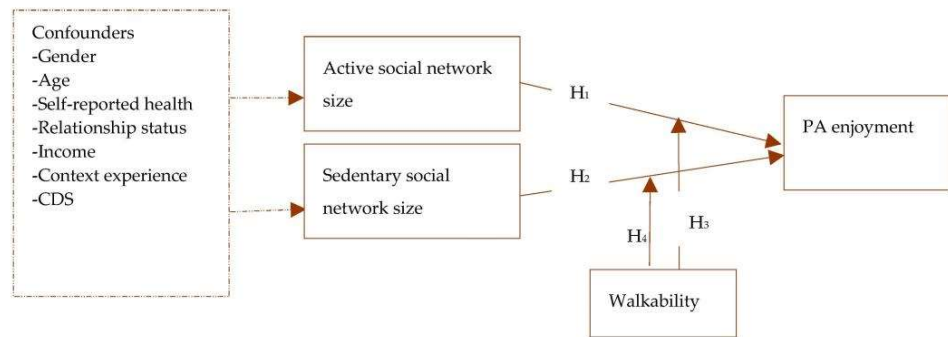 Confounders
-Gender
-Age
-Self-reported health
-Relationship status
-Income
-Context experience
-CDS
Active social network
size
Sedentary social
network size
H₁
H₂
H₃
H₄
PA enjoyment
Walkability